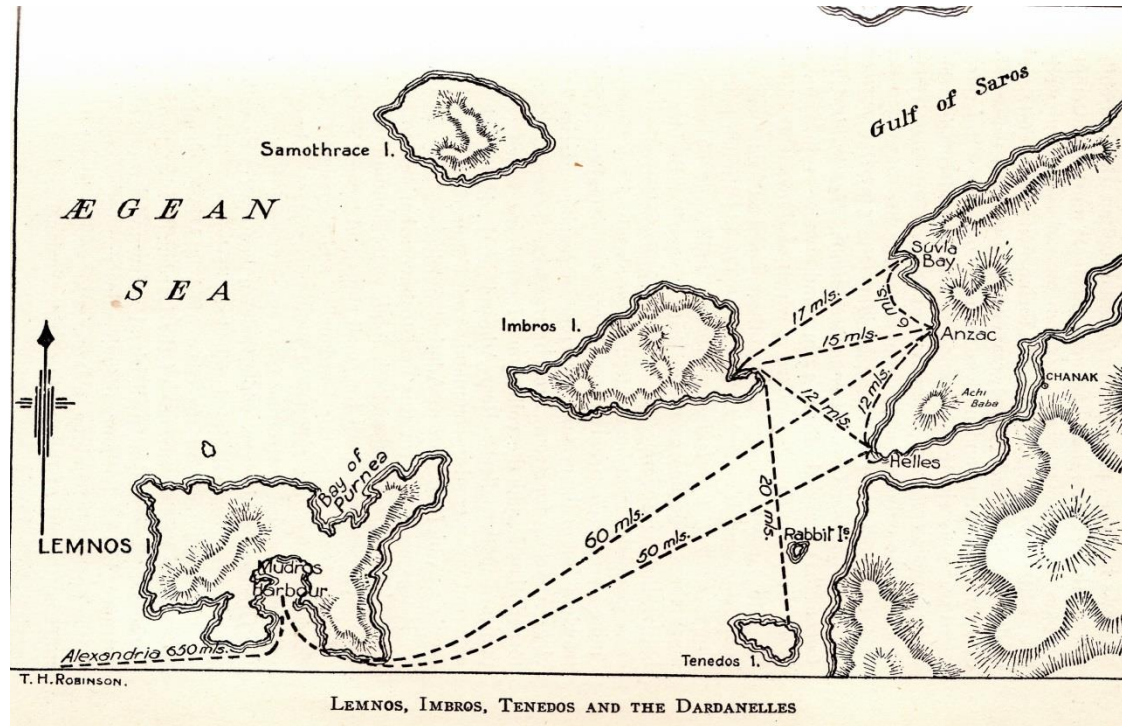 Gulf of Saros
Samothrace I.
ÆGEAN
SEA
Suvla
Bay
17 mls.
6 mls
Imbros I.
15 mls.
Anzac
CHANAK
12 mls.
12 mls.
Achi
Baba
Helles
Bay of
Purnea
20 mls.
60 mls.
50 mls.
Rabbit Is.
LEMNOS I
Mudros
Harbour
Alexandria 650 mls.
Tenedos I.
T. H. ROBINSON.
LEMNOS, IMBROS, TENEDOS AND THE DARDANELLES